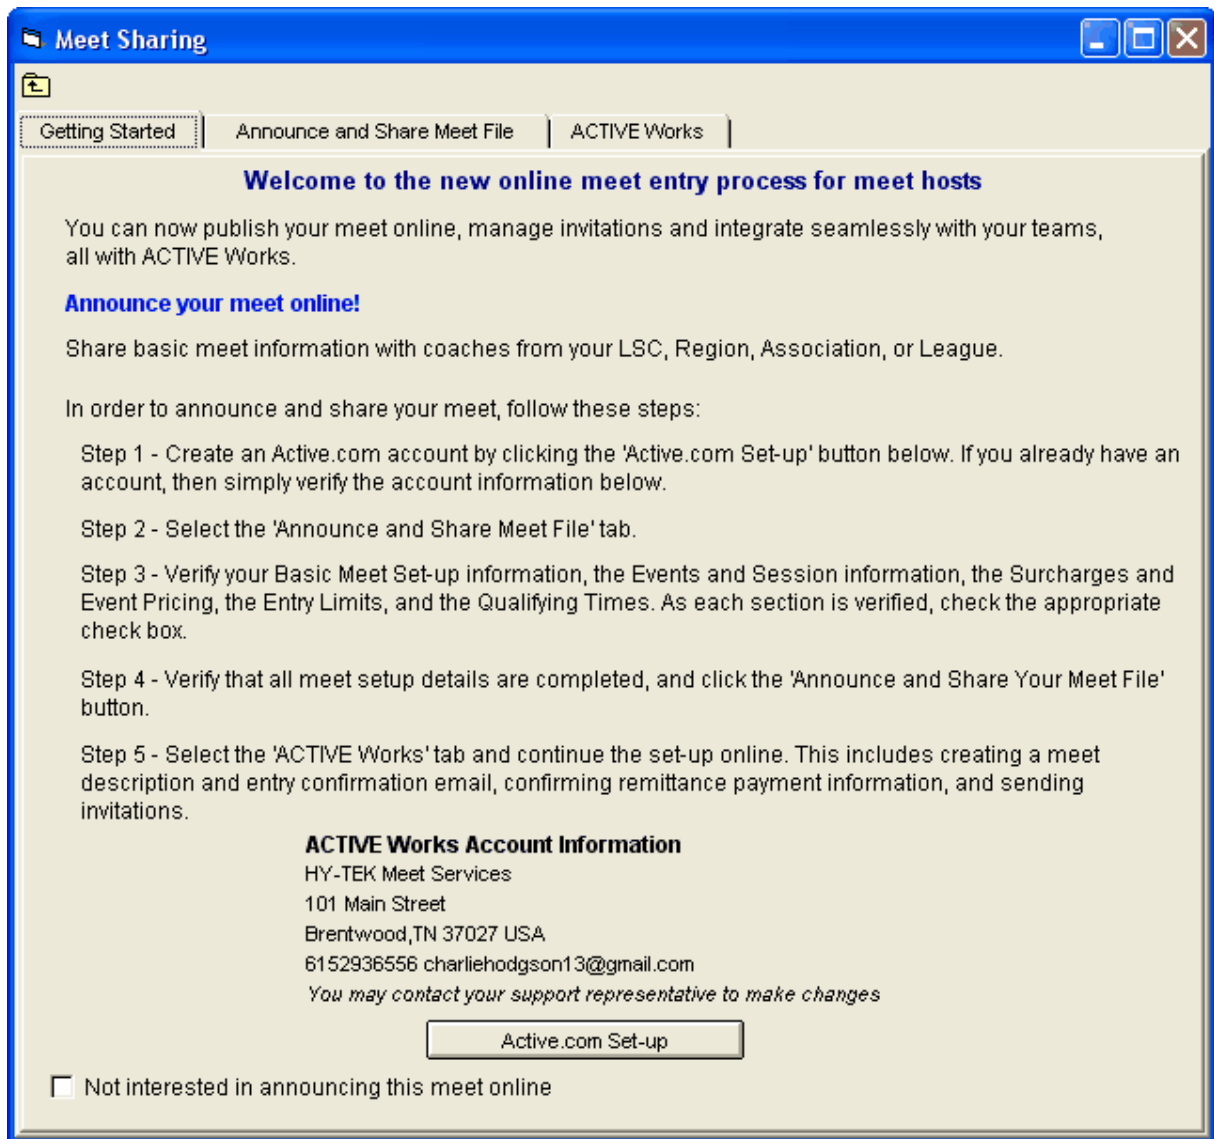 Meet Sharing
Getting Started
Announce and Share Meet File
ACTIVE Works
Welcome to the new online meet entry process for meet hosts
You can now publish your meet online, manage invitations and integrate seamlessly with your teams,
all with ACTIVE Works.
Announce your meet online!
Share basic meet information with coaches from your LSC, Region, Association, or League.
In order to announce and share your meet, follow these steps:
Step 1 - Create an Active.com account by clicking the 'Active.com Set-up' button below. If you already have an
account, then simply verify the account information below.
Step 2 - Select the 'Announce and Share Meet File' tab.
Step 3 - Verify your Basic Meet Set-up information, the Events and Session information, the Surcharges and
Event Pricing, the Entry Limits, and the Qualifying Times. As each section is verified, check the appropriate
check box.
Step 4 - Verify that all meet setup details are completed, and click the 'Announce and Share Your Meet File'
button.
Step 5 - Select the 'ACTIVE Works' tab and continue the set-up online. This includes creating a meet
description and entry confirmation email, confirming remittance payment information, and sending
invitations.
ACTIVE Works Account Information
HY-TEK Meet Services
101 Main Street
Brentwood,TN 37027 USA
6152936556 charliehodgson13@gmail.com
You may contact your support representative to make changes
Active.com Set-up
Not interested in announcing this meet online